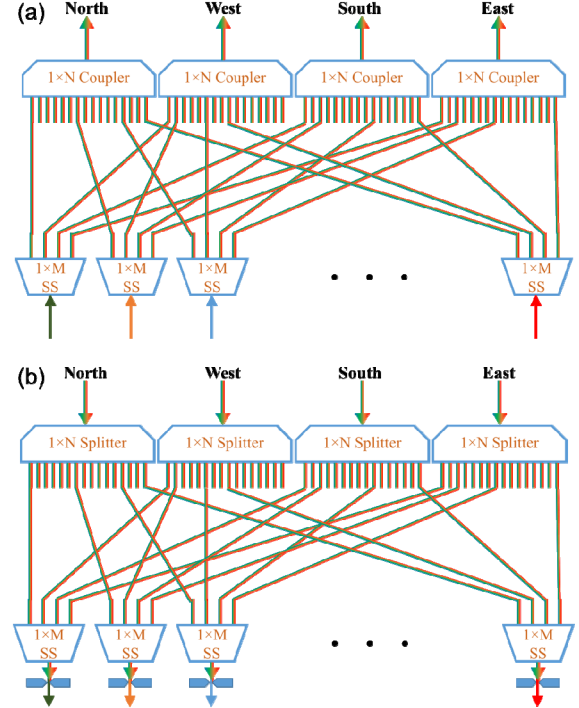 (a)
North West South East
1×N Coupler 1×N Coupler 1×N Coupler 1×N Coupler
1×M 1×M 1×M 1×M
SS SS SS SS
(b)
North West South East
1×N Splitter 1×N Splitter 1×N Splitter 1×N Splitter
1×M 1×M 1×M 1×M
SS SS SS SS